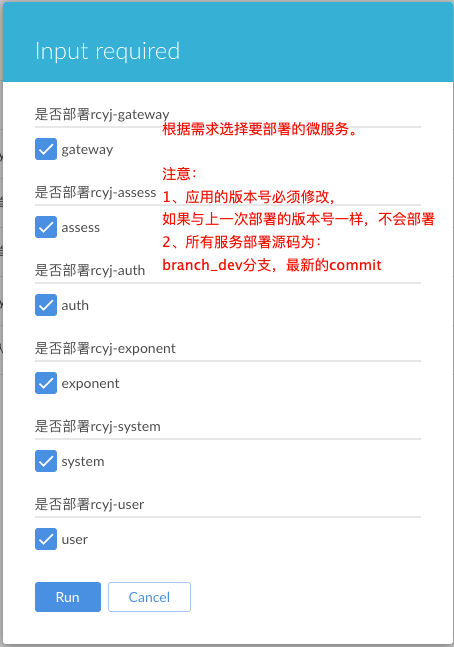 Input required
是否部署rcyj-gateway
根据需求选择要部署的微服务。
gateway
注意：
是否部署rcyj-assess
1、应用的版本号必须修改，
如果与上一次部署的版本号一样，不会部署
assess
2、所有服务部署源码为：
branch_dev分支，最新的commit
是否部署rcyj-auth
auth
是否部署rcyj-exponent
exponent
是否部署rcyj-system
system
是否部署rcyj-user
user
Run
Cancel